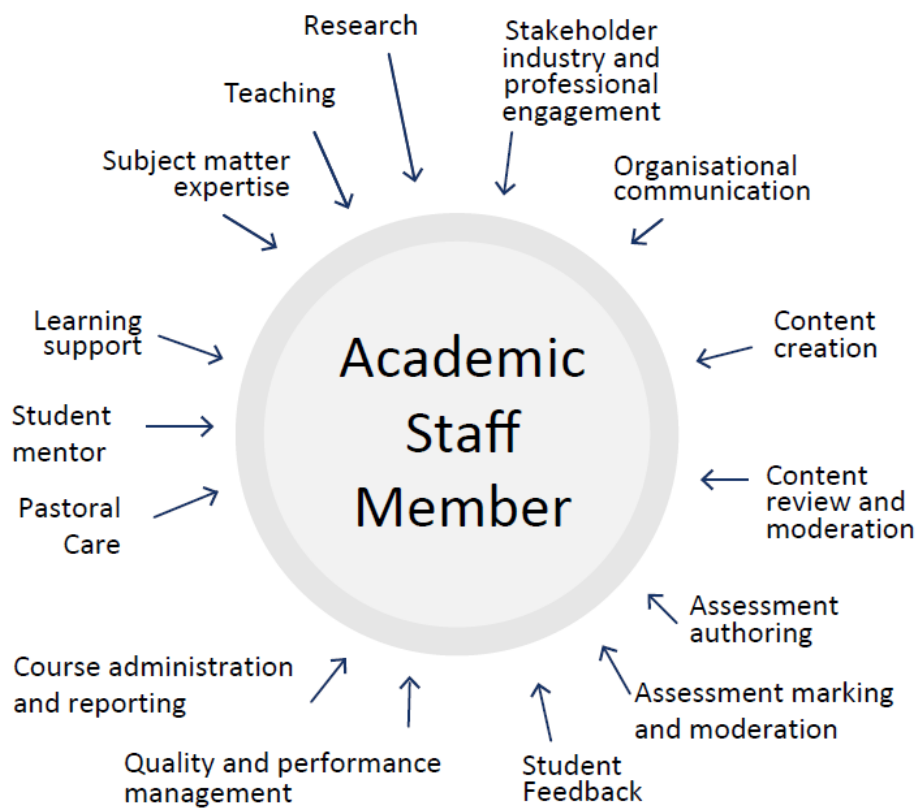 Research
Stakeholder
industry and
professional
engagement
Teaching
Subject matter
expertise
Organisational
communication
Learning
support
Content
creation
Academic
Staff
Member
Student
mentor
Pastoral
Care
Content
review and
moderation
Assessment
authoring
Course administration
and reporting
Assessment marking
and moderation
Quality and performance
management
Student
Feedback